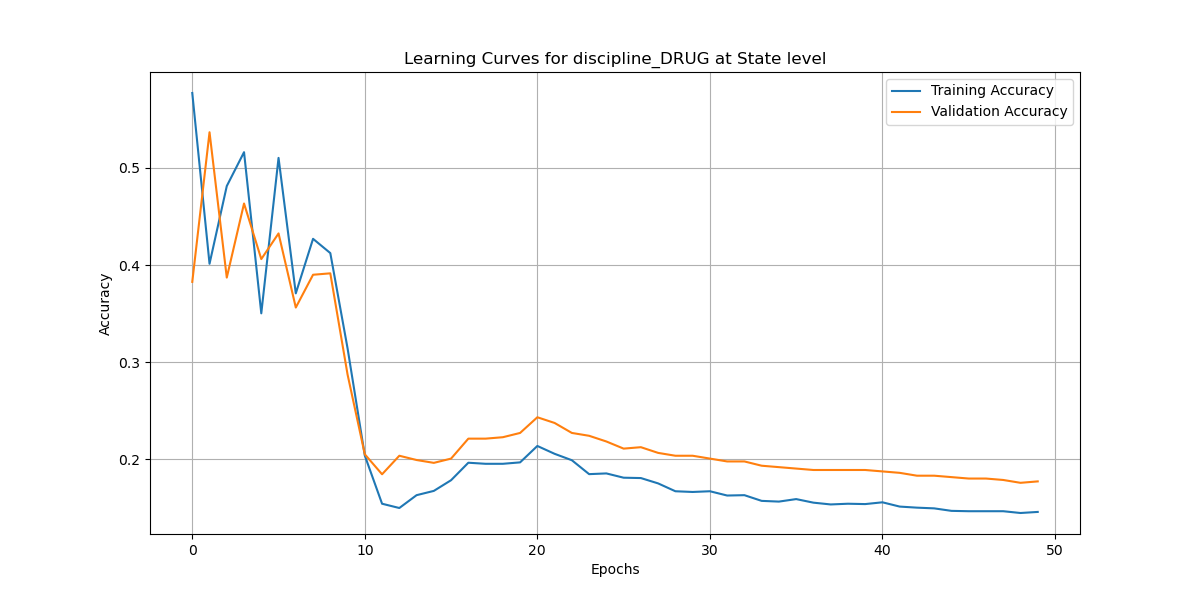 Learning Curves for discipline_DRUG at State level
Training Accuracy
Validation Accuracy
Accuracy
0.5
0.4
0.3
0.2
0 10 20 30 40 50
Epochs